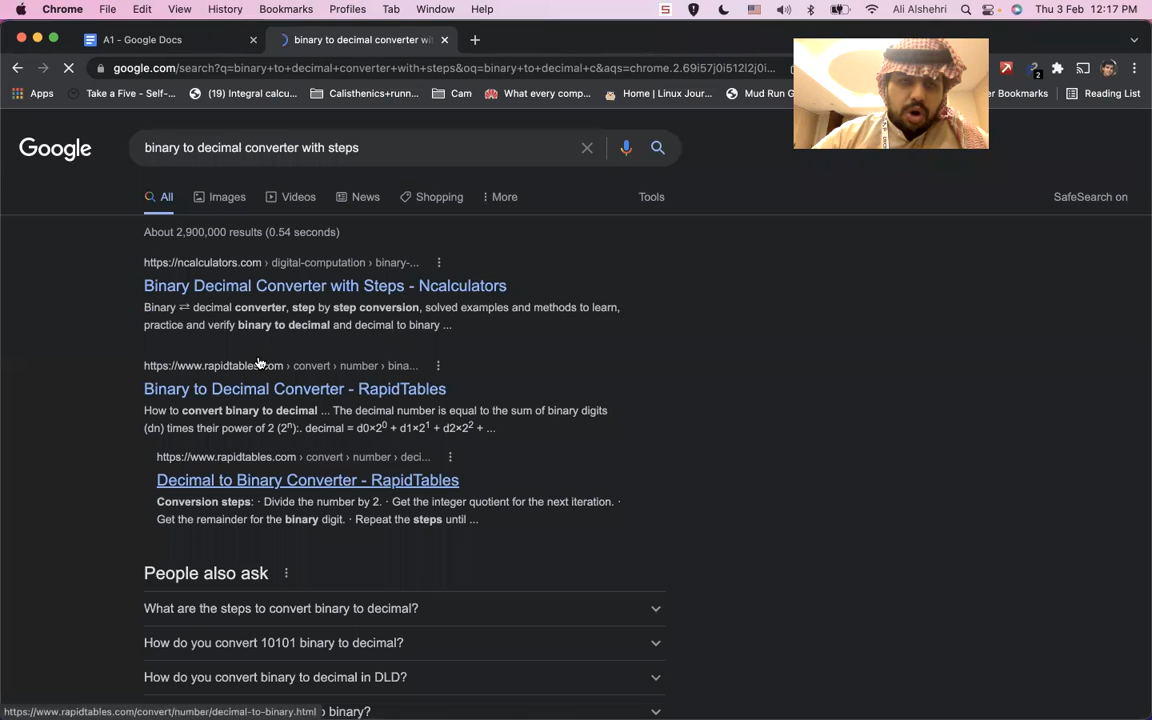 Chrome File Edit View History Bookmarks Profiles Tab Window Help S Ali Alshehri Thu 3 Feb 12:17 PM
A1 - Google Docs binary to decimal converter wit
google.com/search?q=binary+to+decimal+converter+with+steps&oq=binary+to+decimal+c&aqs=chrome.2.69i57j0i512l2j0i... 2
Apps Take a Five - Self-... (19) Integral calcu... Calisthenics+runn... Cam What every comp... Home | Linux Jour... Mud Run G er Bookmarks Reading List
Google binary to decimal converter with steps
All Images Videos News Shopping More Tools SafeSearch on
About 2,900,000 results (0.54 seconds)
https://ncalculators.com › digital-computation › binary-...
Binary Decimal Converter with Steps - Ncalculators
Binary ⇄ decimal converter, step by step conversion, solved examples and methods to learn,
practice and verify binary to decimal and decimal to binary ...
https://www.rapidtables.com › convert › number › bina...
Binary to Decimal Converter - RapidTables
How to convert binary to decimal ... The decimal number is equal to the sum of binary digits
(dn) times their power of 2 (2ⁿ):. decimal = d0×2⁰ + d1×2¹ + d2×2² + ...
https://www.rapidtables.com › convert › number › deci...
Decimal to Binary Converter - RapidTables
Conversion steps: · Divide the number by 2. · Get the integer quotient for the next iteration. ·
Get the remainder for the binary digit. · Repeat the steps until ...
People also ask
What are the steps to convert binary to decimal?
How do you convert 10101 binary to decimal?
How do you convert binary to decimal in DLD?
https://www.rapidtables.com/convert/number/decimal-to-binary.html binary?